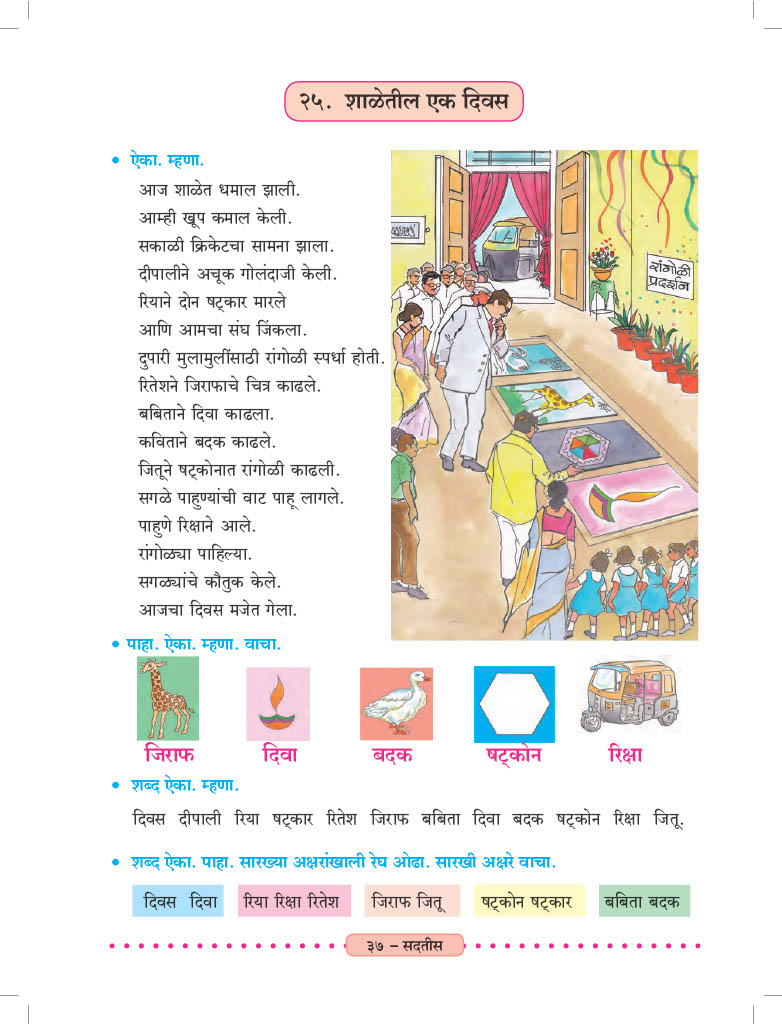 २५. शाळेतील एक दिवस
• ऐका. म्हणा.
आज शाळेत धमाल झाली.
आम्ही खूप कमाल केली.
सकाळी क्रिकेटचा सामना झाला.
दीपालीने अचूक गोलंदाजी केली.
रियाने दोन षट्कार मारले
आणि आमचा संघ जिंकला.
दुपारी मुलामुलींसाठी रांगोळी स्पर्धा होती.
रितेशने जिराफाचे चित्र काढले.
बबिताने दिवा काढला.
कविताने बदक काढले.
जितूने षट्कोनात रांगोळी काढली.
सगळे पाहुण्यांची वाट पाहू लागले.
पाहुणे रिक्षाने आले.
रांगोळ्या पाहिल्या.
सगळ्यांचे कौतुक केले.
आजचा दिवस मजेत गेला.
रांगोळी
प्रदर्शन
• पाहा. ऐका. म्हणा. वाचा.
जिराफ दिवा बदक षट्कोन रिक्षा
• शब्द ऐका. म्हणा.
दिवस दीपाली रिया षट्कार रितेश जिराफ बबिता दिवा बदक षट्कोन रिक्षा जितू.
• शब्द ऐका. पाहा. सारख्या अक्षरांखाली रेघ ओढा. सारखी अक्षरे वाचा.
दिवस दिवा रिया रिक्षा रितेश जिराफ जितू षट्कोन षट्कार बबिता बदक
३७ – सदतीस